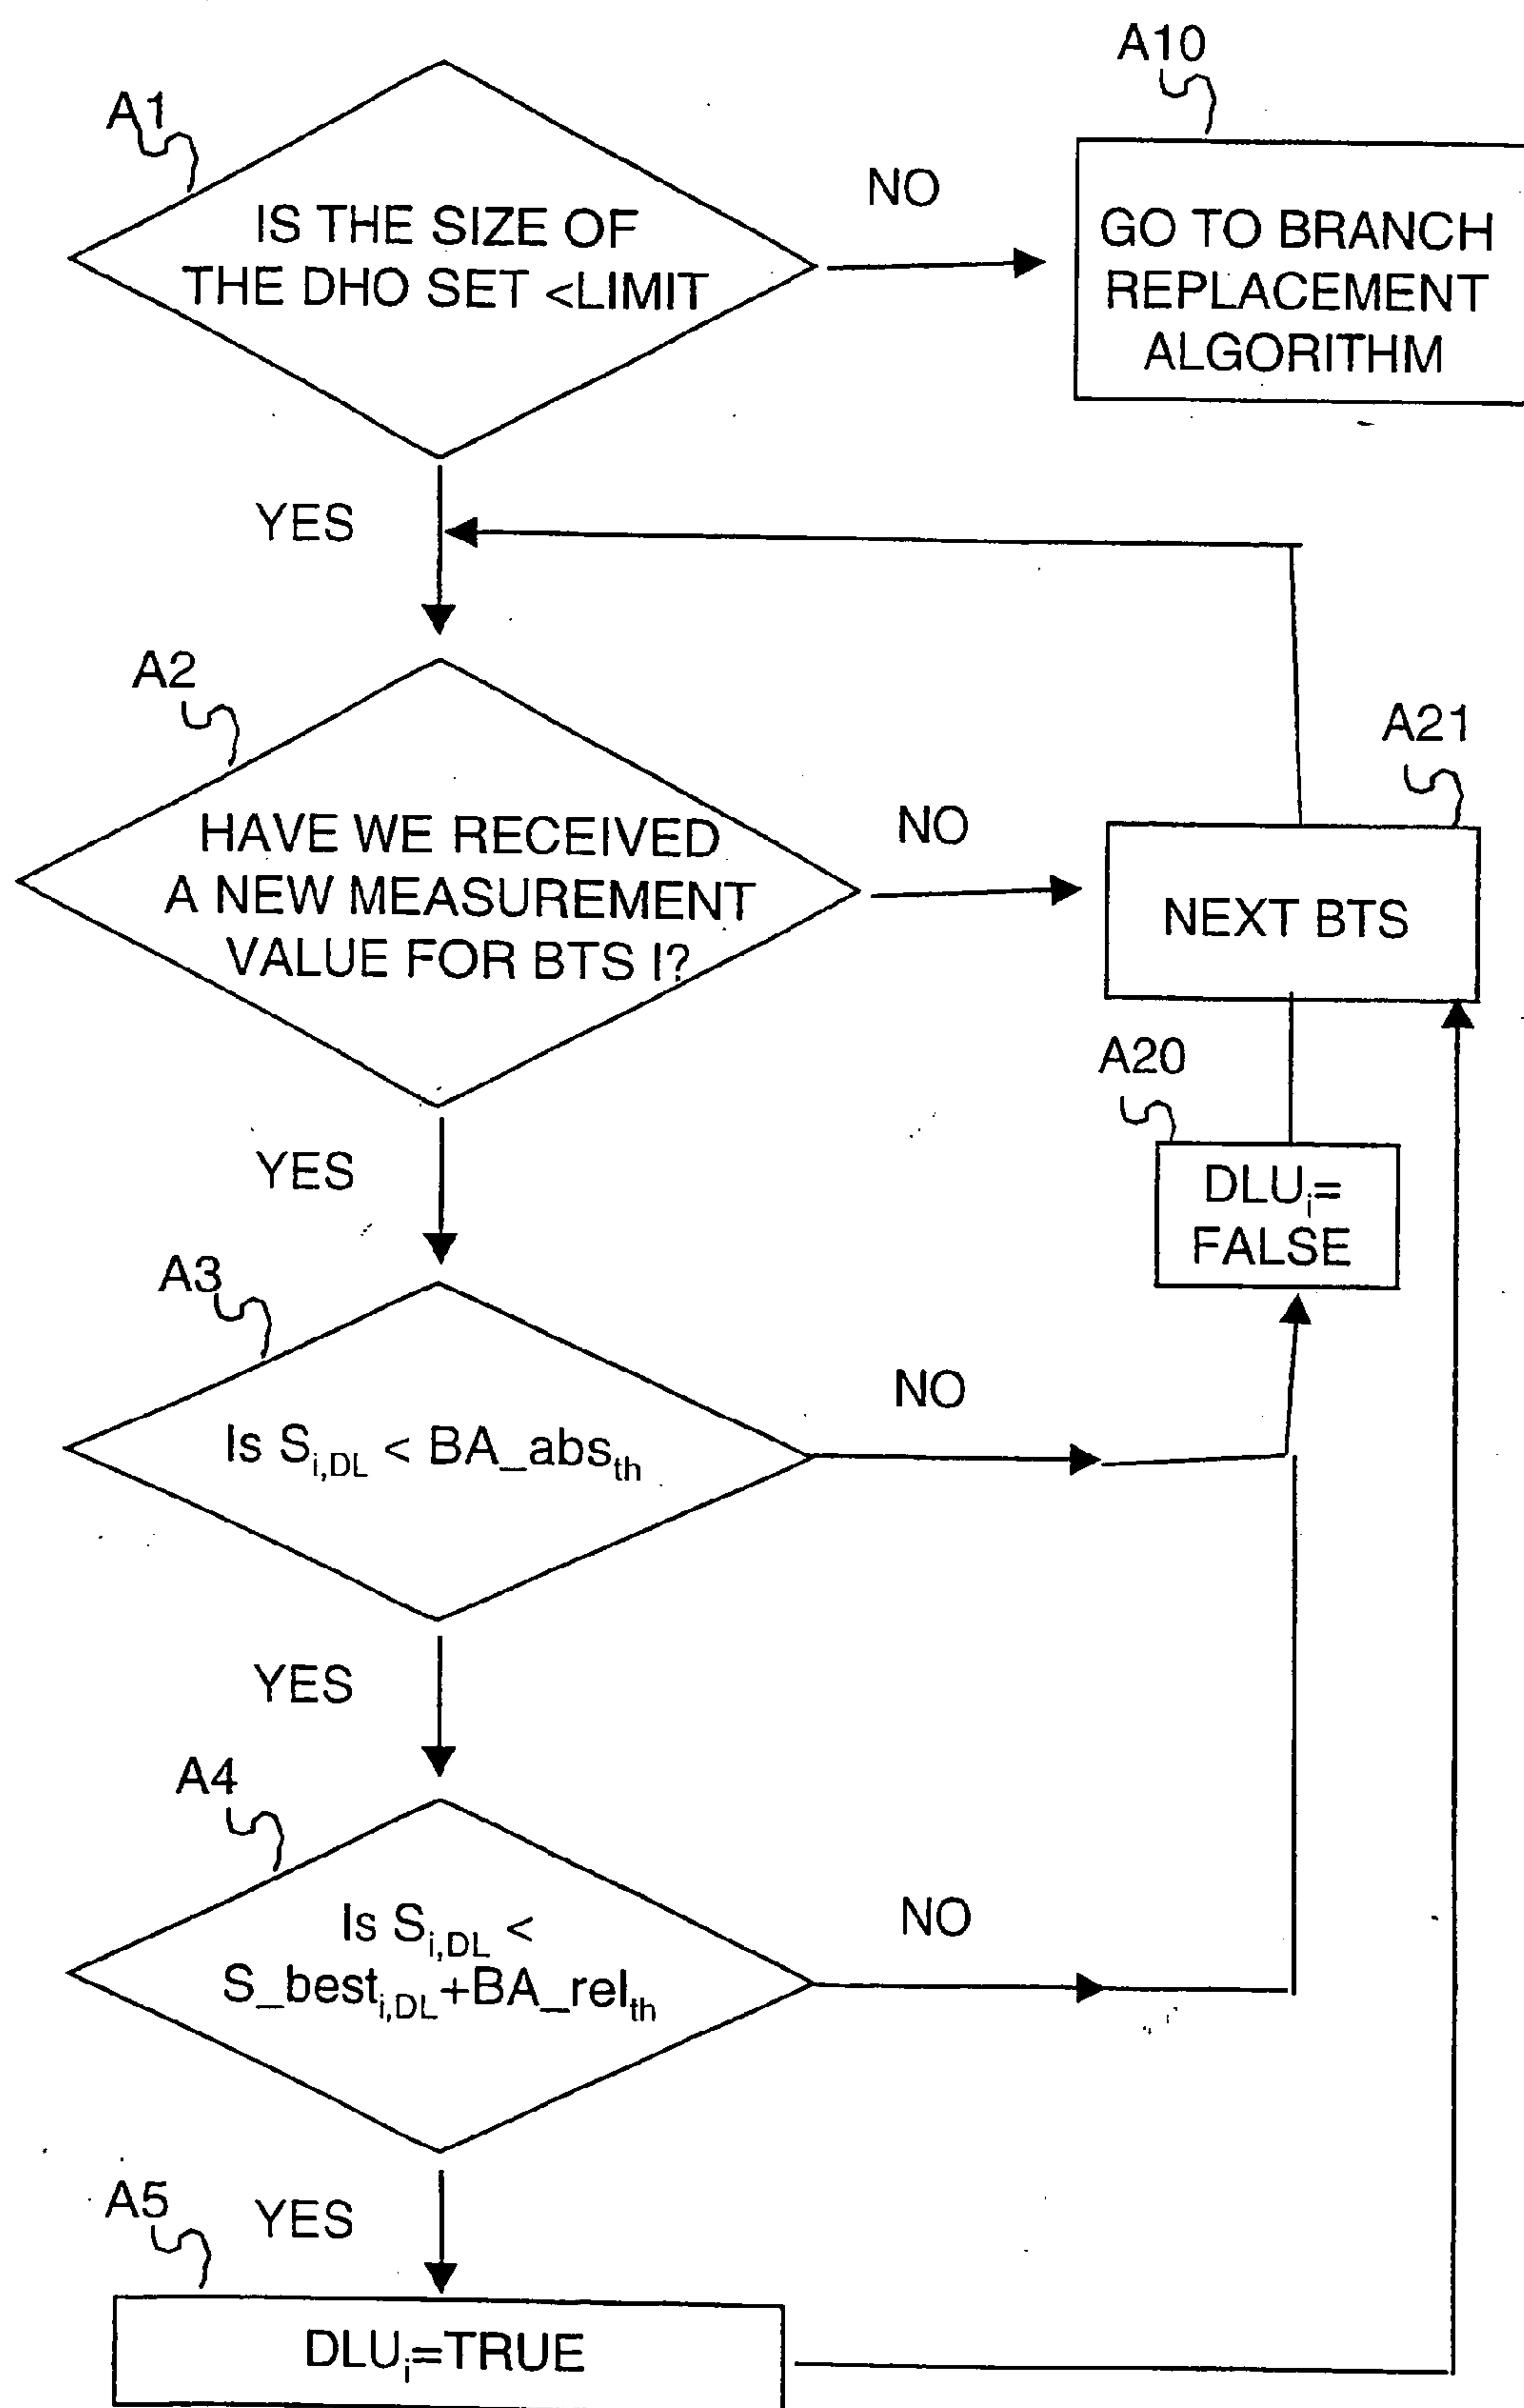 A10
A1
NO
IS THE SIZE OF
THE DHO SET <LIMIT
GO TO BRANCH
REPLACEMENT
ALGORITHM
YES
A2
A21
NO
HAVE WE RECEIVED
A NEW MEASUREMENT
VALUE FOR BTS I?
NEXT BTS
A20
YES
DLUi=
FALSE
A3
NO
Is Si,DL < BA_absth
YES
A4
NO
Is Si,DL <
S_besti,DL+BA_relth
A5
YES
DLUi=TRUE